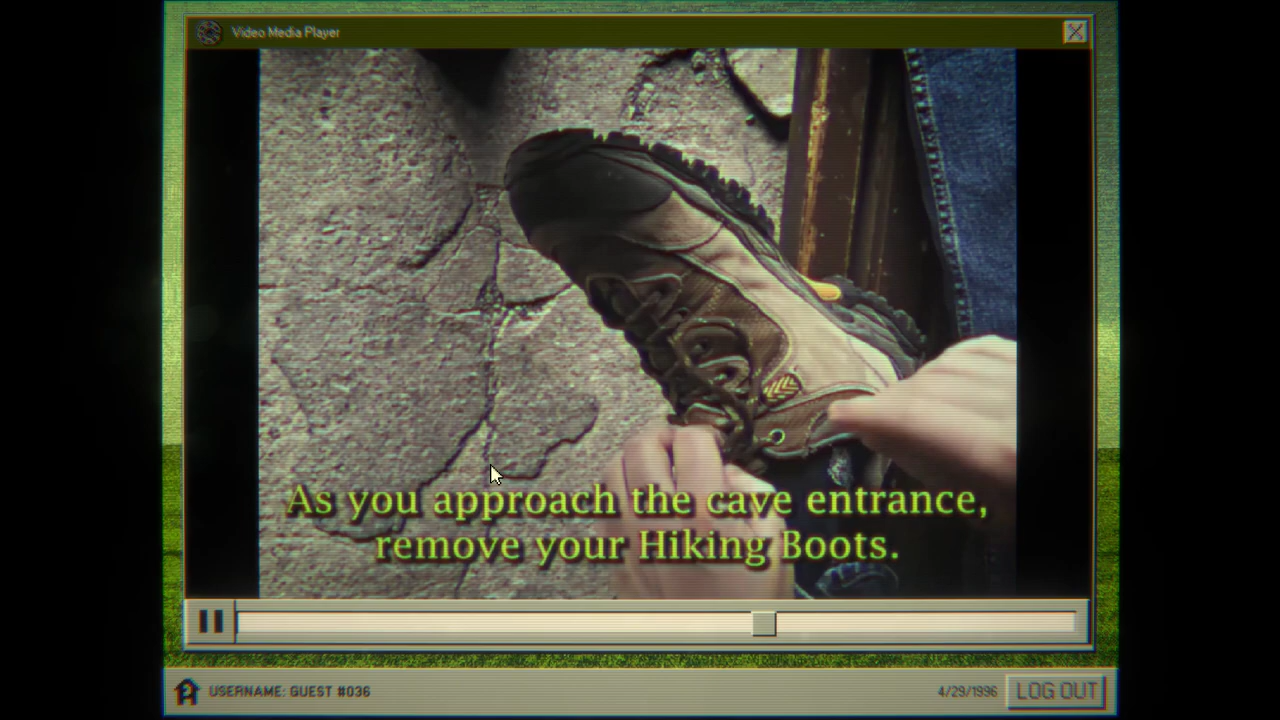 Video Media Player
As you approach the cave entrance,
remove your Hiking Boots.
USERNAME: GUEST #036
4/29/1996
LOG OUT